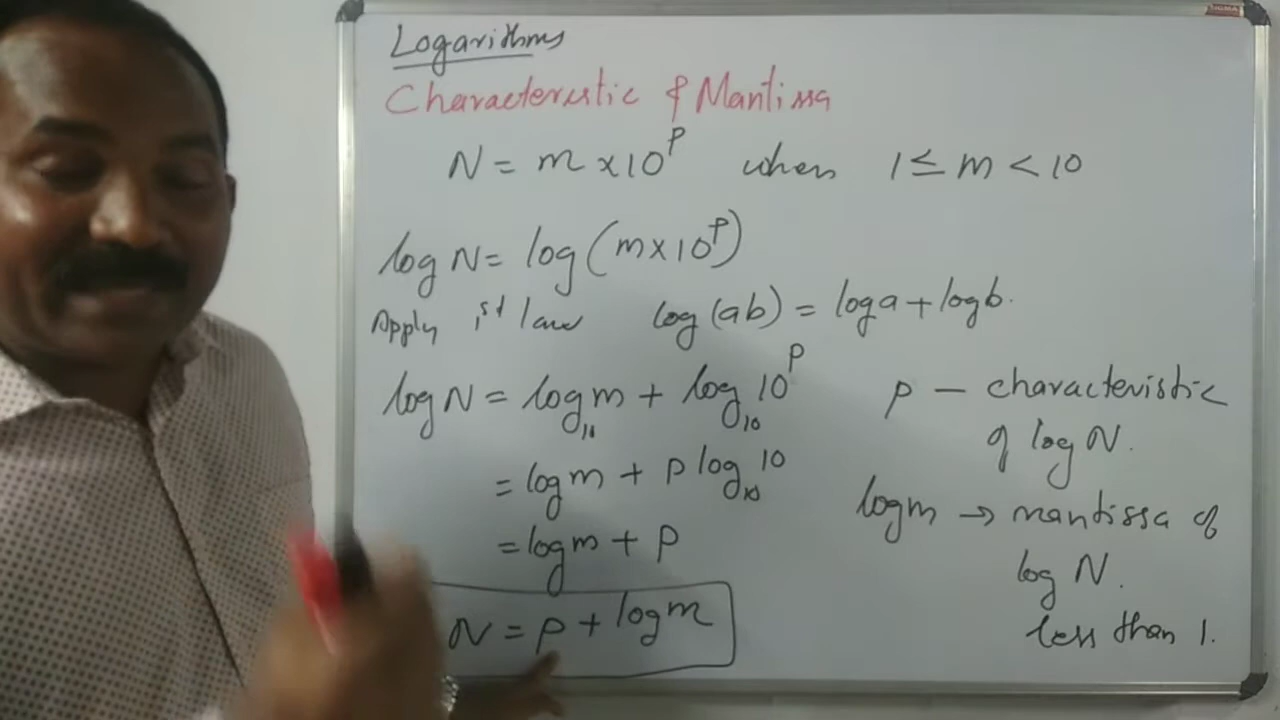 Logarithms
Characteristic & Mantissa
N = m × 10^p when 1 ≤ m < 10
log N = log (m × 10^p)
Apply 1st law log (ab) = log a + log b.
log N = log₁₀ m + log₁₀ 10^p
= log m + p log₁₀ 10
= log m + p
N = p + log m
p – characteristic
of log N.
log m → mantissa of
log N.
less than 1.
SIGMA